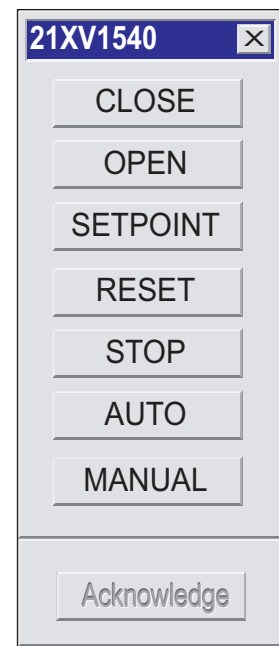 21XV1540
CLOSE
OPEN
SETPOINT
RESET
STOP
AUTO
MANUAL
Acknowledge